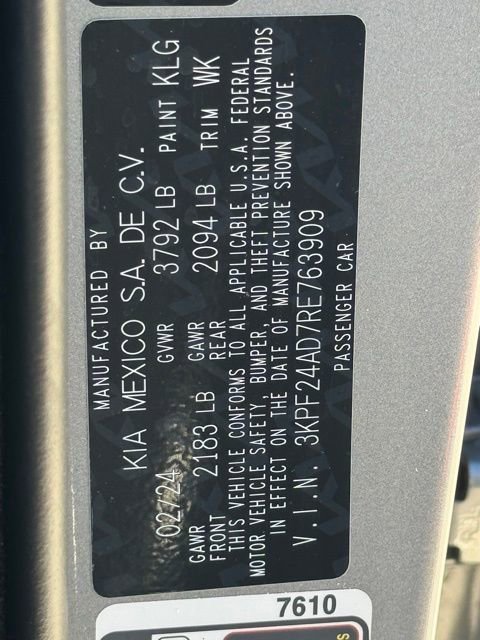 MANUFACTURED BY
KIA MEXICO S.A. DE C.V.
02/24 GVWR 3792 LB PAINT KLG
GAWR FRONT 2183 LB GAWR REAR 2094 LB TRIM WK
THIS VEHICLE CONFORMS TO ALL APPLICABLE U.S.A. FEDERAL
MOTOR VEHICLE SAFETY, BUMPER, AND THEFT PREVENTION STANDARDS
IN EFFECT ON THE DATE OF MANUFACTURE SHOWN ABOVE.
V.I.N. 3KPF24AD7RE763909
PASSENGER CAR
7610